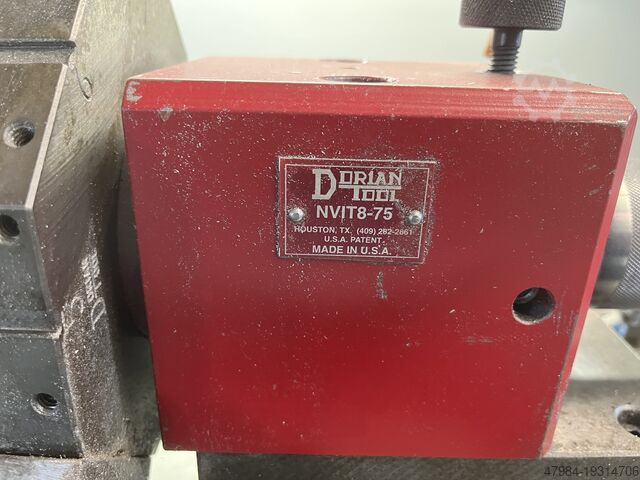 DORIAN
TOOL
NVIT8-75
HOUSTON, TX. (409) 282-2861
U.S.A. PATENT
MADE IN U.S.A.
47984-19314706